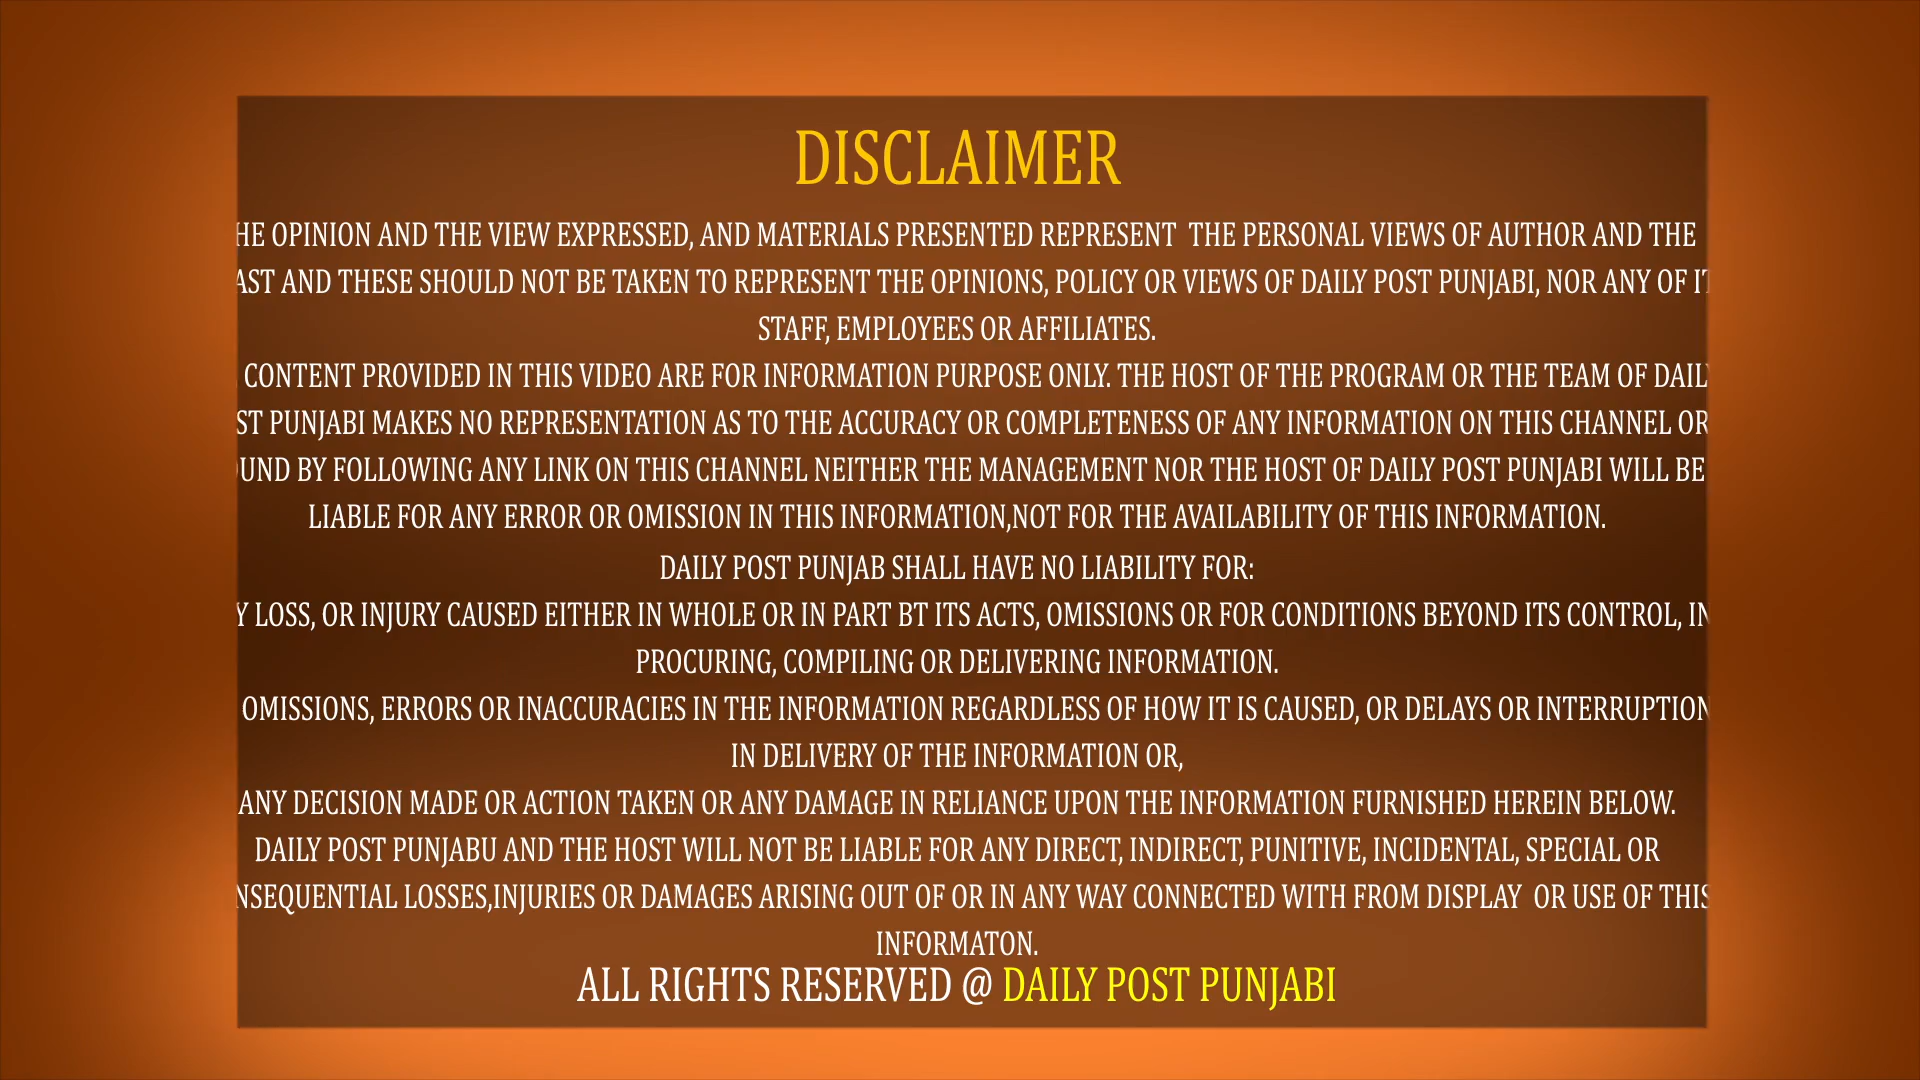 DISCLAIMER
HE OPINION AND THE VIEW EXPRESSED, AND MATERIALS PRESENTED REPRESENT THE PERSONAL VIEWS OF AUTHOR AND THE
AST AND THESE SHOULD NOT BE TAKEN TO REPRESENT THE OPINIONS, POLICY OR VIEWS OF DAILY POST PUNJABI, NOR ANY OF IT
STAFF, EMPLOYEES OR AFFILIATES.
CONTENT PROVIDED IN THIS VIDEO ARE FOR INFORMATION PURPOSE ONLY. THE HOST OF THE PROGRAM OR THE TEAM OF DAILY
ST PUNJABI MAKES NO REPRESENTATION AS TO THE ACCURACY OR COMPLETENESS OF ANY INFORMATION ON THIS CHANNEL OR
OUND BY FOLLOWING ANY LINK ON THIS CHANNEL NEITHER THE MANAGEMENT NOR THE HOST OF DAILY POST PUNJABI WILL BE
LIABLE FOR ANY ERROR OR OMISSION IN THIS INFORMATION,NOT FOR THE AVAILABILITY OF THIS INFORMATION.
DAILY POST PUNJAB SHALL HAVE NO LIABILITY FOR:
Y LOSS, OR INJURY CAUSED EITHER IN WHOLE OR IN PART BT ITS ACTS, OMISSIONS OR FOR CONDITIONS BEYOND ITS CONTROL, IN
PROCURING, COMPILING OR DELIVERING INFORMATION.
OMISSIONS, ERRORS OR INACCURACIES IN THE INFORMATION REGARDLESS OF HOW IT IS CAUSED, OR DELAYS OR INTERRUPTION
IN DELIVERY OF THE INFORMATION OR,
ANY DECISION MADE OR ACTION TAKEN OR ANY DAMAGE IN RELIANCE UPON THE INFORMATION FURNISHED HEREIN BELOW.
DAILY POST PUNJABU AND THE HOST WILL NOT BE LIABLE FOR ANY DIRECT, INDIRECT, PUNITIVE, INCIDENTAL, SPECIAL OR
NSEQUENTIAL LOSSES,INJURIES OR DAMAGES ARISING OUT OF OR IN ANY WAY CONNECTED WITH FROM DISPLAY OR USE OF THIS
INFORMATON.
ALL RIGHTS RESERVED @ DAILY POST PUNJABI